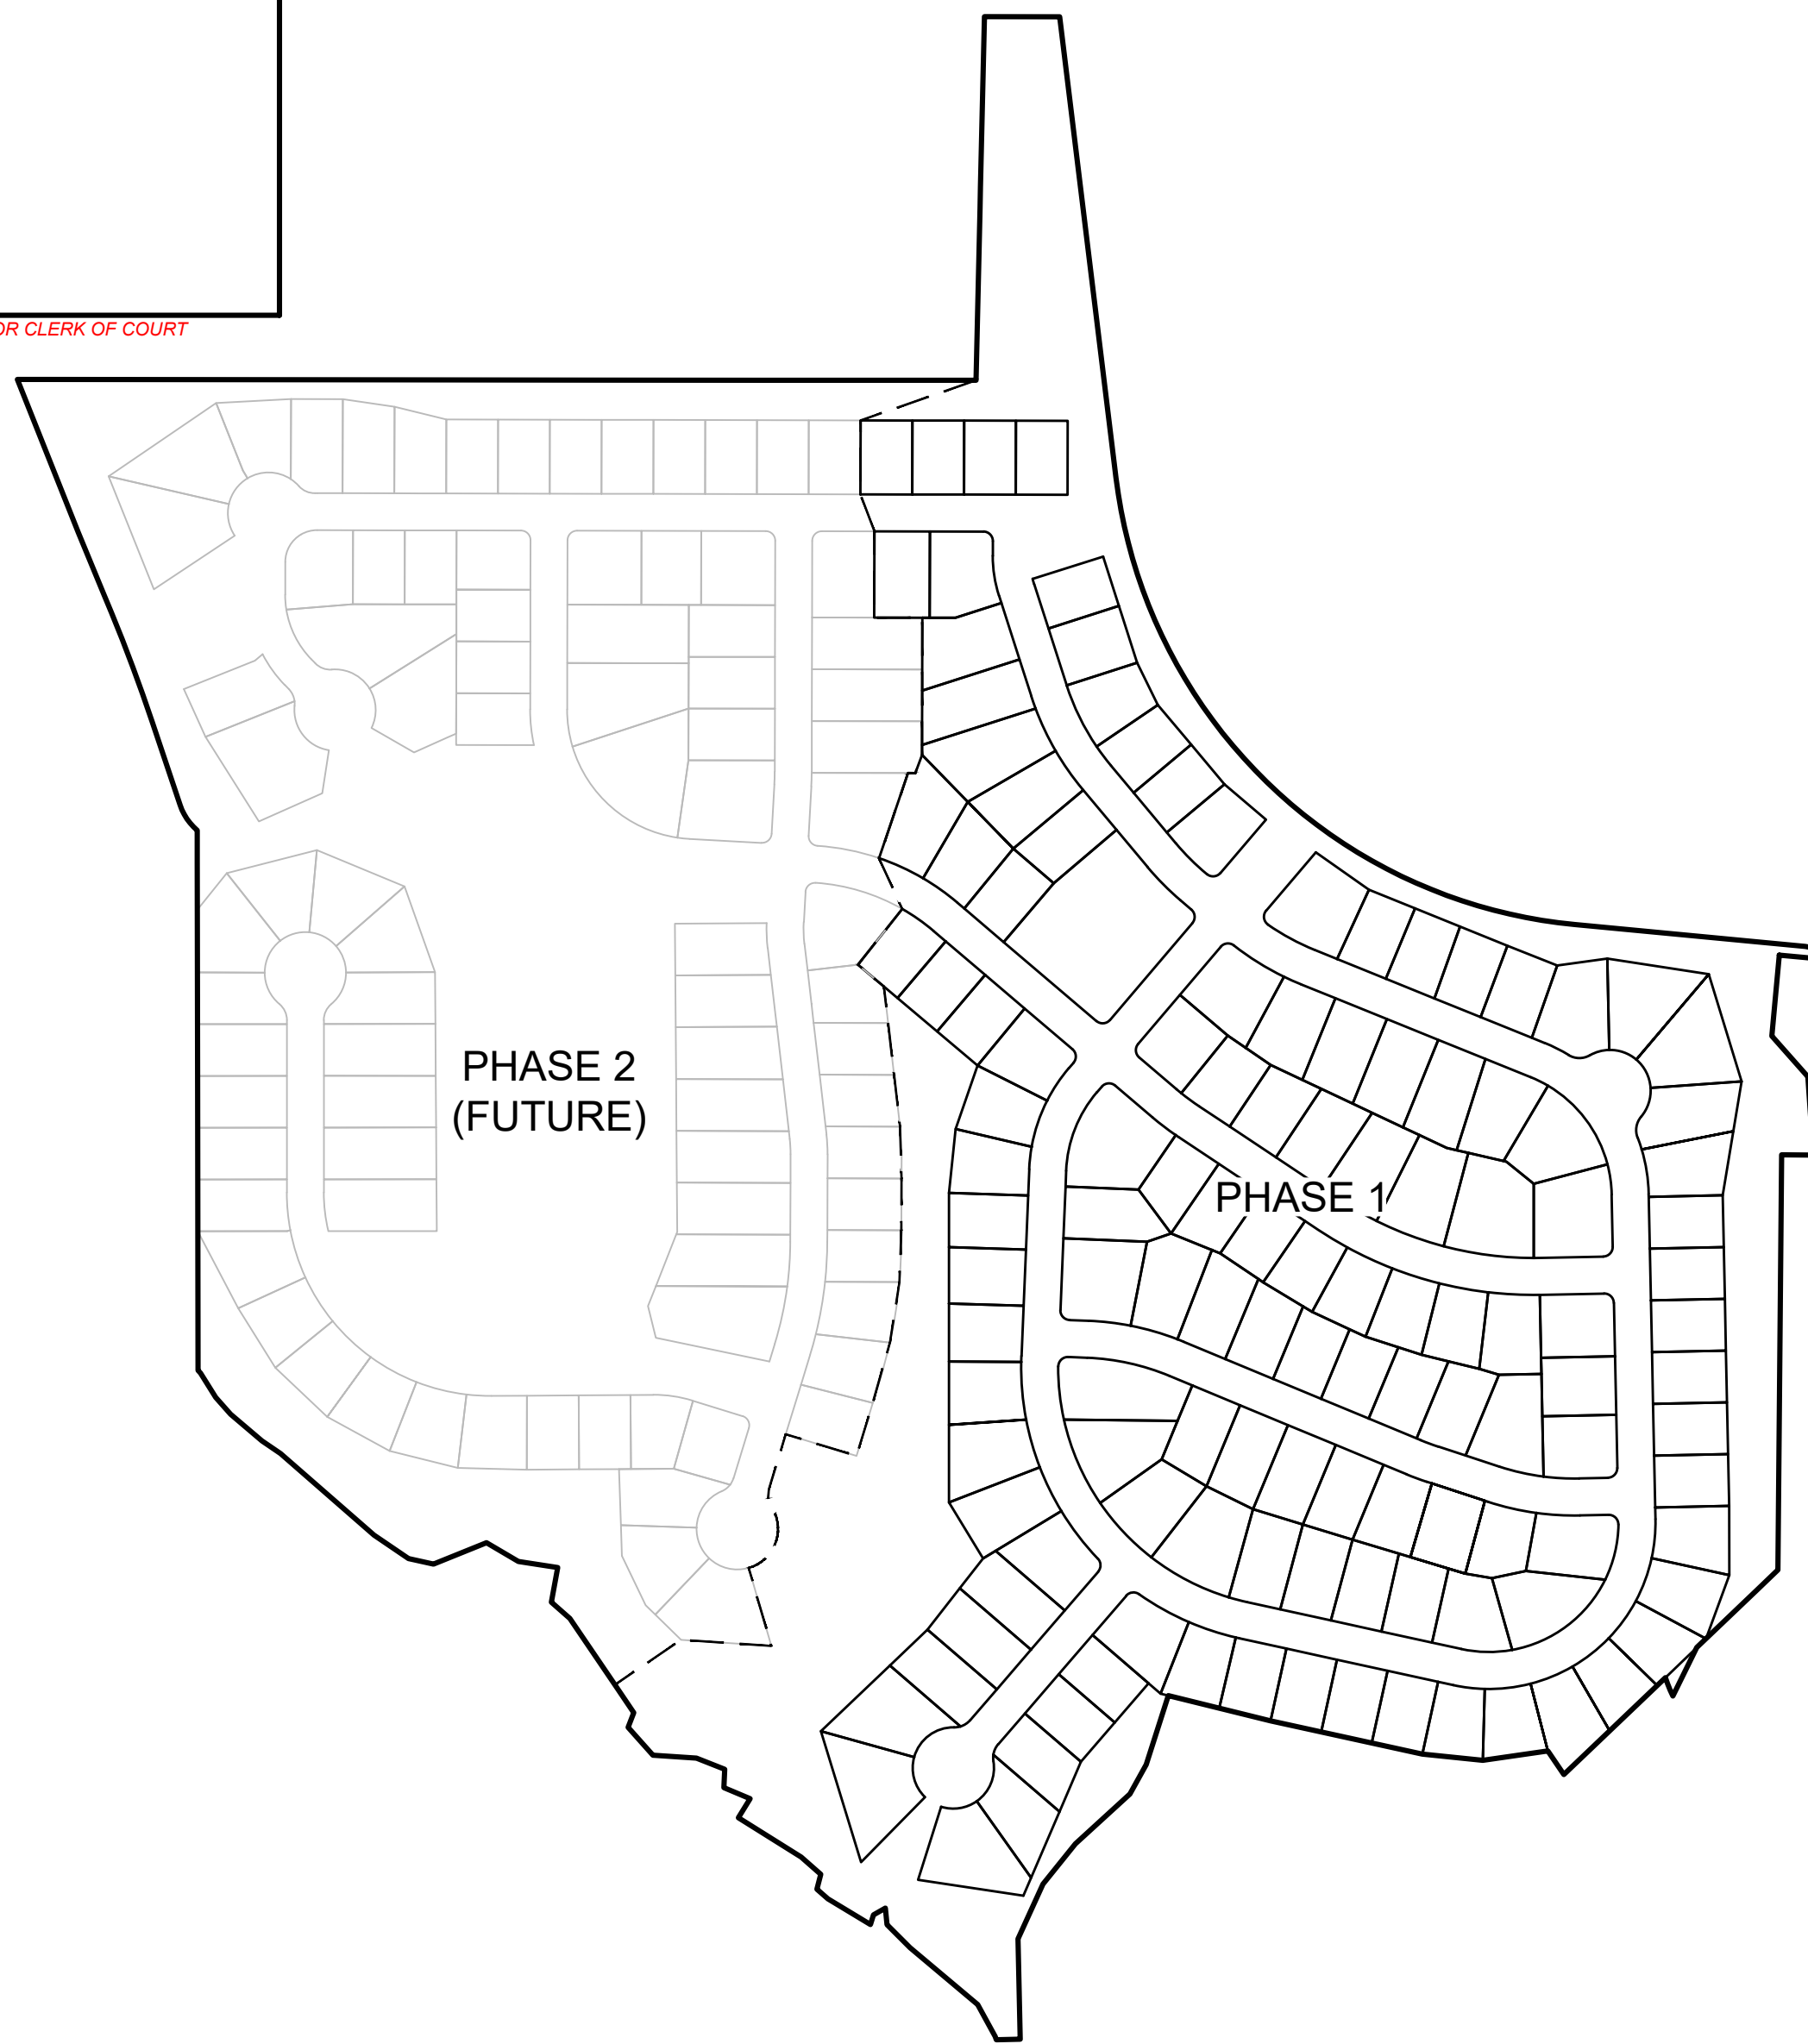 OR CLERK OF COURT
PHASE 2
(FUTURE)
PHASE 1